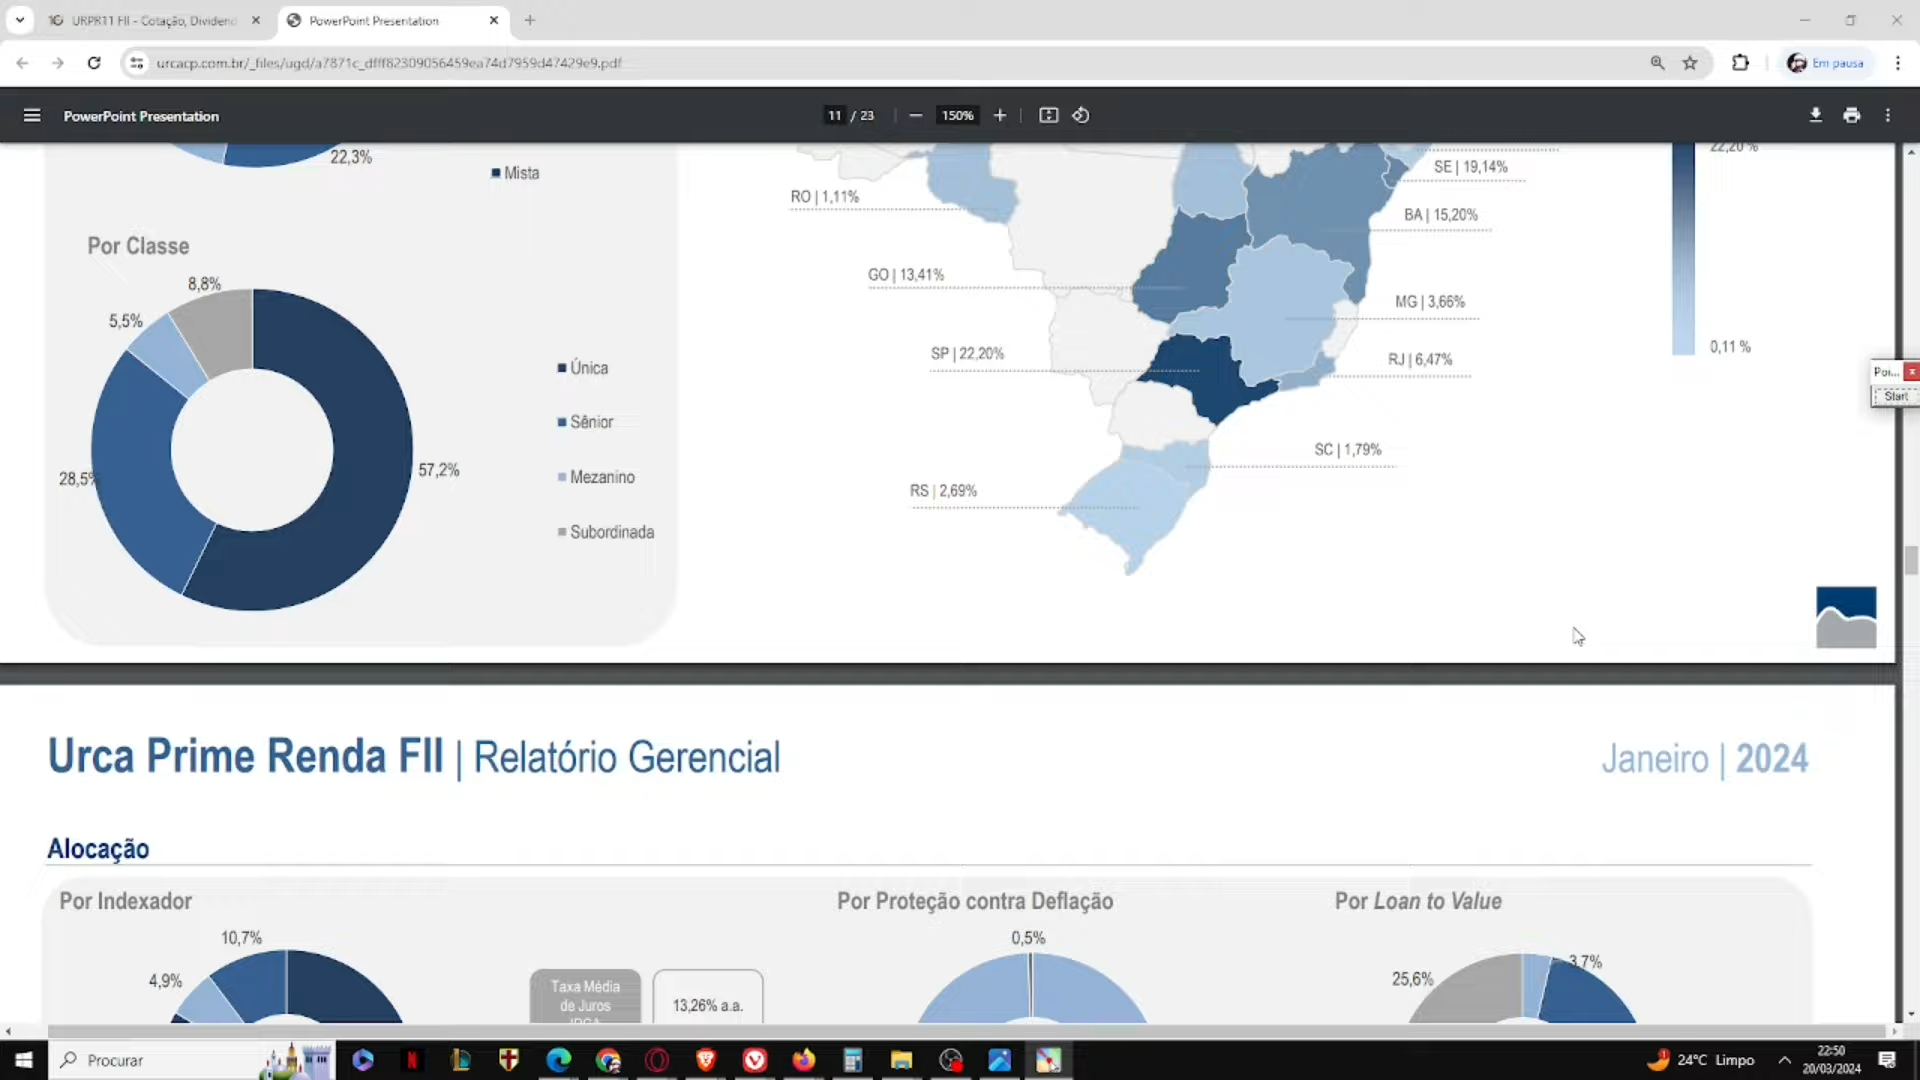 URPR11 FII - Cotação, Dividend
PowerPoint Presentation
urcacp.com.br/_files/ugd/a7871c_dfff82309056459ea74d7959d47429e9.pdf
Em pausa
PowerPoint Presentation
11 / 23
150%
22,3%
Mista
Por Classe
8,8%
5,5%
28,5%
57,2%
Única
Sênior
Mezanino
Subordinada
SE | 19,14%
RO | 1,11%
BA | 15,20%
GO | 13,41%
MG | 3,66%
SP | 22,20%
RJ | 6,47%
SC | 1,79%
RS | 2,69%
22,20 %
0,11 %
Poi...
Start
Urca Prime Renda FII | Relatório Gerencial
Janeiro | 2024
Alocação
Por Indexador
10,7%
4,9%
Taxa Média
de Juros
13,26% a.a.
Por Proteção contra Deflação
0,5%
Por Loan to Value
25,6%
3,7%
Procurar
24°C Limpo
22:50
20/03/2024